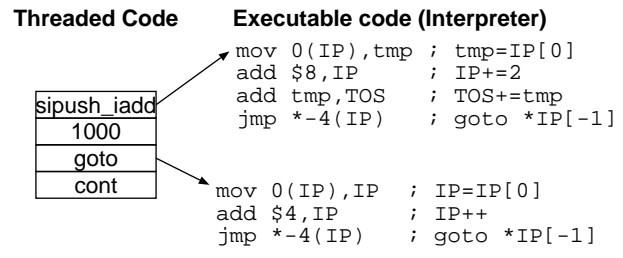 Threaded Code
Executable code (Interpreter)
mov 0(IP),tmp ; tmp=IP[0]
add $8,IP ; IP+=2
add tmp,TOS ; TOS+=tmp
jmp *-4(IP) ; goto *IP[-1]
sipush_iadd
1000
goto
cont
mov 0(IP),IP ; IP=IP[0]
add $4,IP ; IP++
jmp *-4(IP) ; goto *IP[-1]